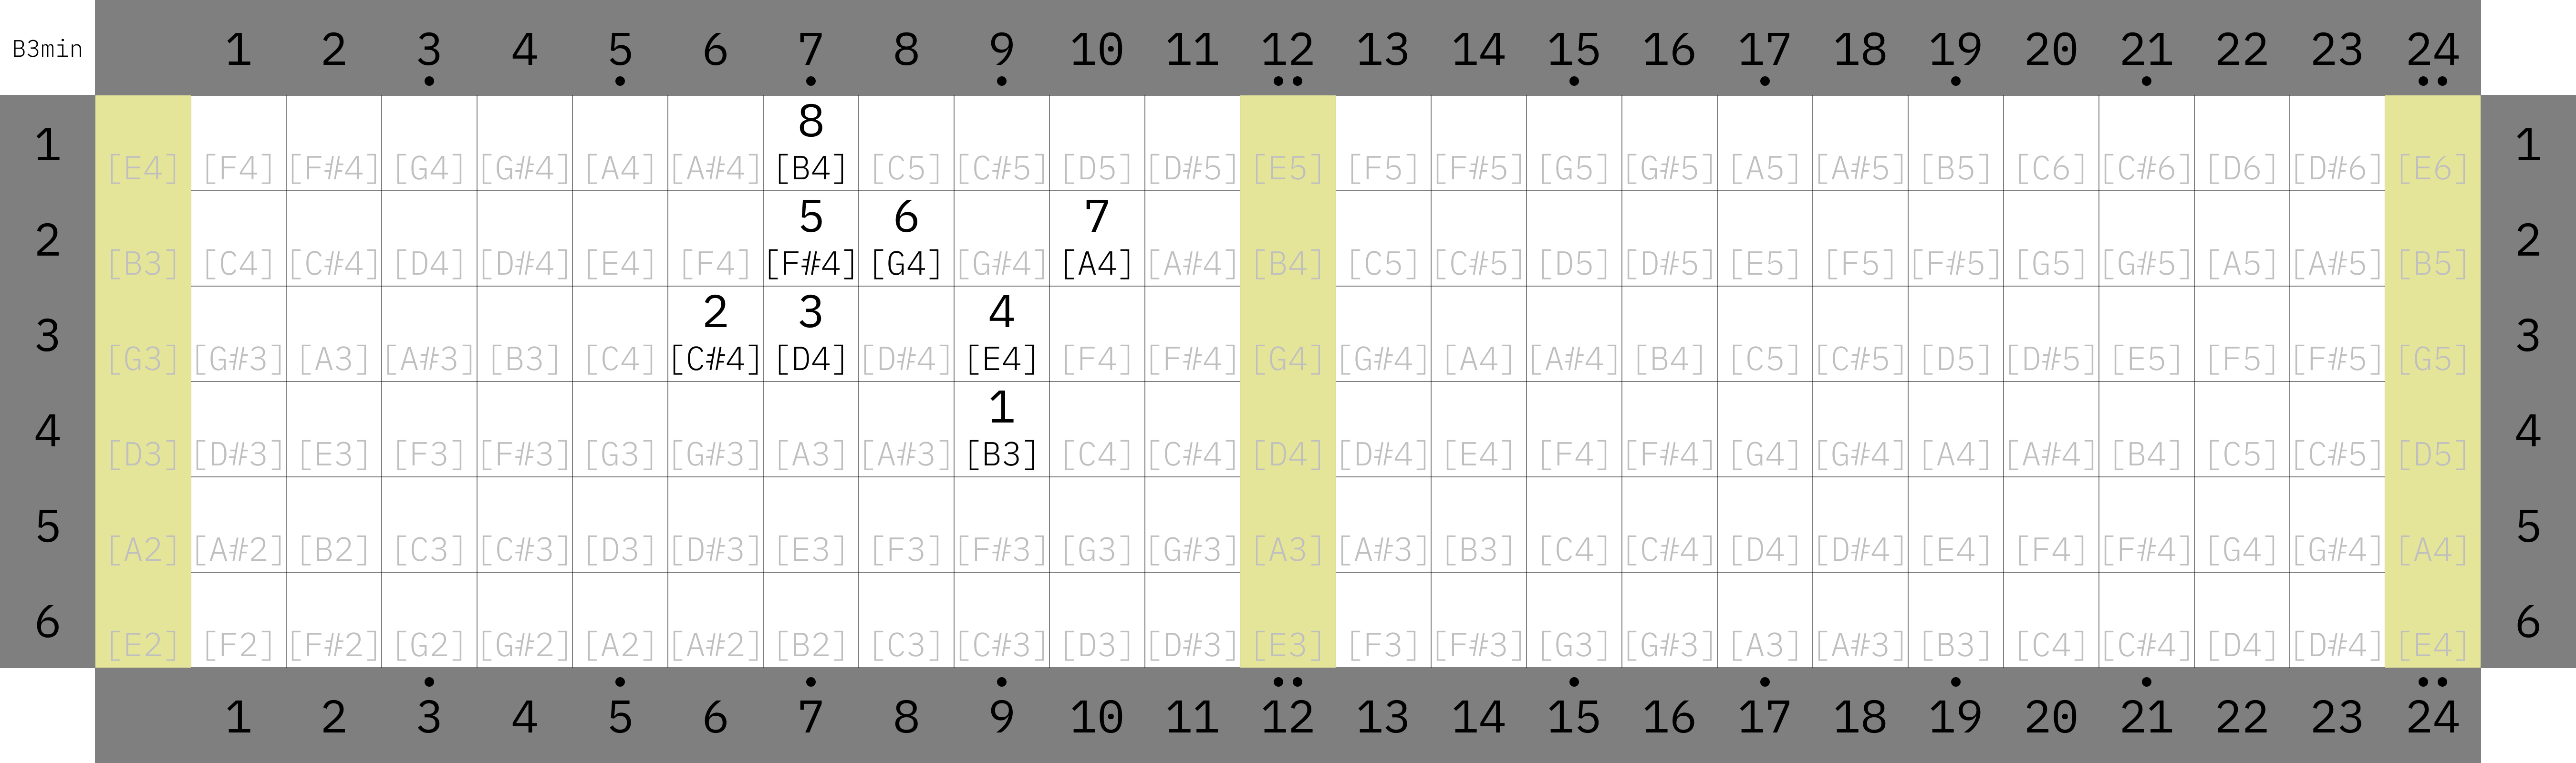 B3min 1 2 3 4 5 6 7 8 9 10 11 12 13 14 15 16 17 18 19 20 21 22 23 24
8
1 [E4] [F4] [F#4] [G4] [G#4] [A4] [A#4] [B4] [C5] [C#5] [D5] [D#5] [E5] [F5] [F#5] [G5] [G#5] [A5] [A#5] [B5] [C6] [C#6] [D6] [D#6] [E6] 1
5 6 7
2 [B3] [C4] [C#4] [D4] [D#4] [E4] [F4] [F#4] [G4] [G#4] [A4] [A#4] [B4] [C5] [C#5] [D5] [D#5] [E5] [F5] [F#5] [G5] [G#5] [A5] [A#5] [B5] 2
2 3 4
3 [G3] [G#3] [A3] [A#3] [B3] [C4] [C#4] [D4] [D#4] [E4] [F4] [F#4] [G4] [G#4] [A4] [A#4] [B4] [C5] [C#5] [D5] [D#5] [E5] [F5] [F#5] [G5] 3
1
4 [D3] [D#3] [E3] [F3] [F#3] [G3] [G#3] [A3] [A#3] [B3] [C4] [C#4] [D4] [D#4] [E4] [F4] [F#4] [G4] [G#4] [A4] [A#4] [B4] [C5] [C#5] [D5] 4
5 [A2] [A#2] [B2] [C3] [C#3] [D3] [D#3] [E3] [F3] [F#3] [G3] [G#3] [A3] [A#3] [B3] [C4] [C#4] [D4] [D#4] [E4] [F4] [F#4] [G4] [G#4] [A4] 5
6 [E2] [F2] [F#2] [G2] [G#2] [A2] [A#2] [B2] [C3] [C#3] [D3] [D#3] [E3] [F3] [F#3] [G3] [G#3] [A3] [A#3] [B3] [C4] [C#4] [D4] [D#4] [E4] 6
1 2 3 4 5 6 7 8 9 10 11 12 13 14 15 16 17 18 19 20 21 22 23 24